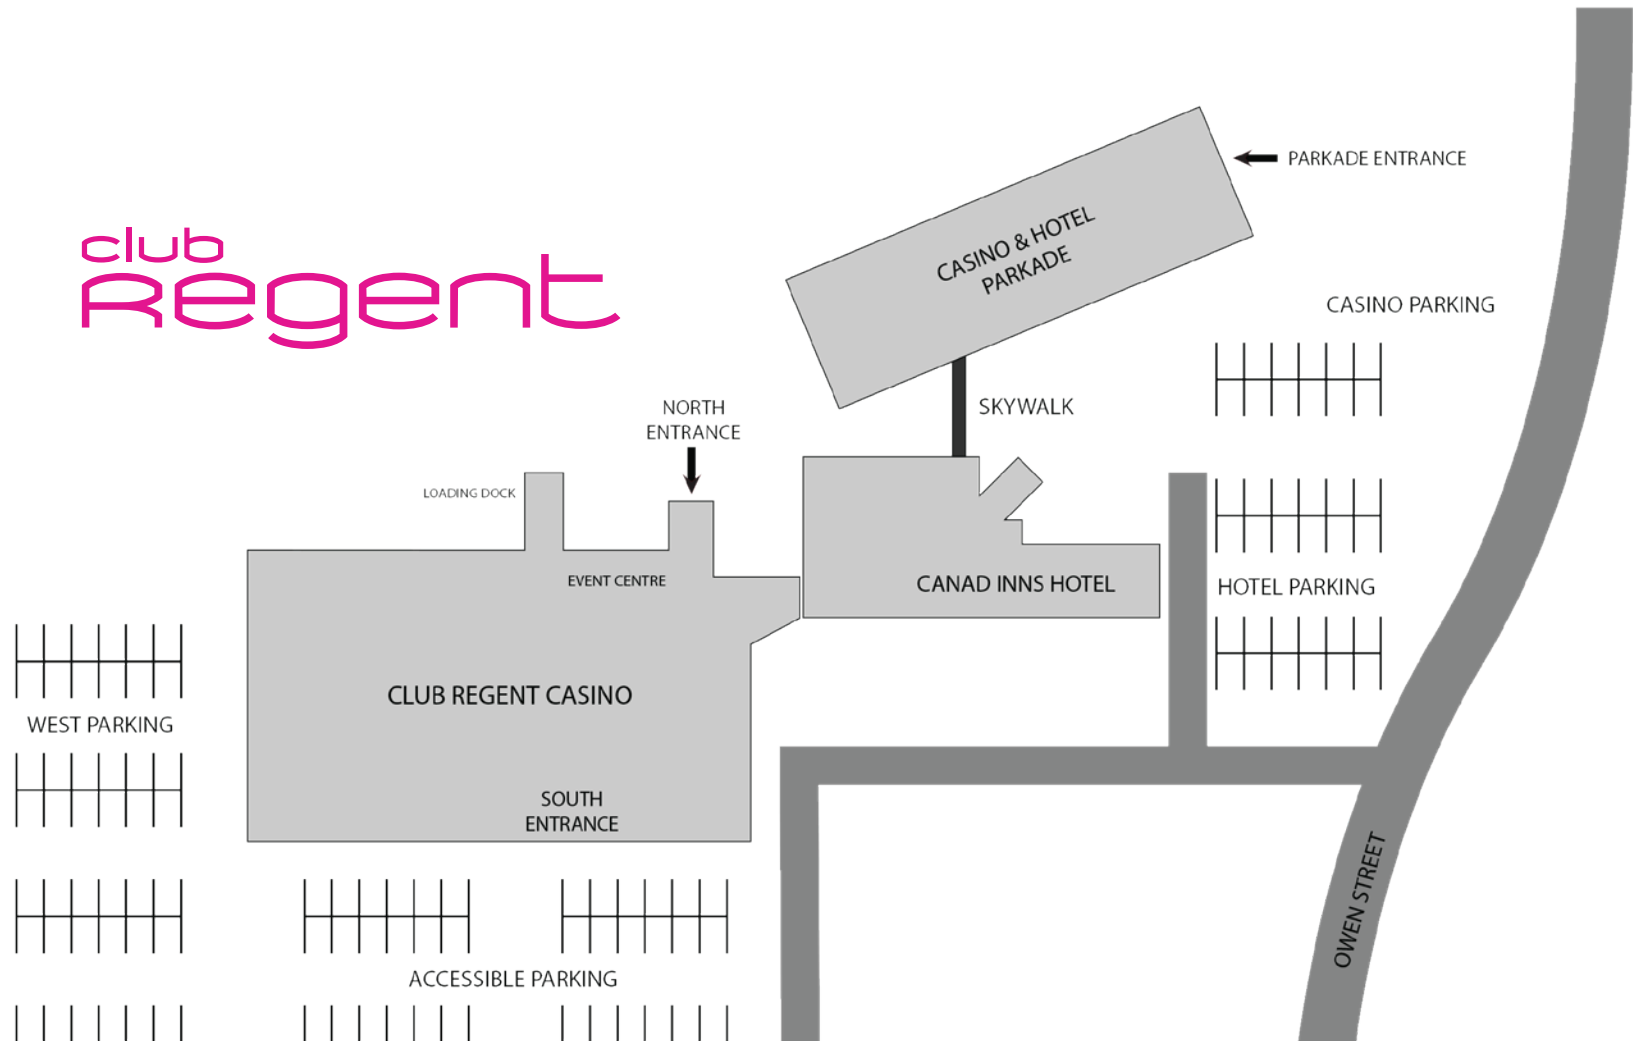 club
Regent
PARKADE ENTRANCE
CASINO & HOTEL
PARKADE
CASINO PARKING
SKYWALK
NORTH
ENTRANCE
LOADING DOCK
EVENT CENTRE
CANAD INNS HOTEL
HOTEL PARKING
CLUB REGENT CASINO
WEST PARKING
SOUTH
ENTRANCE
OWEN STREET
ACCESSIBLE PARKING